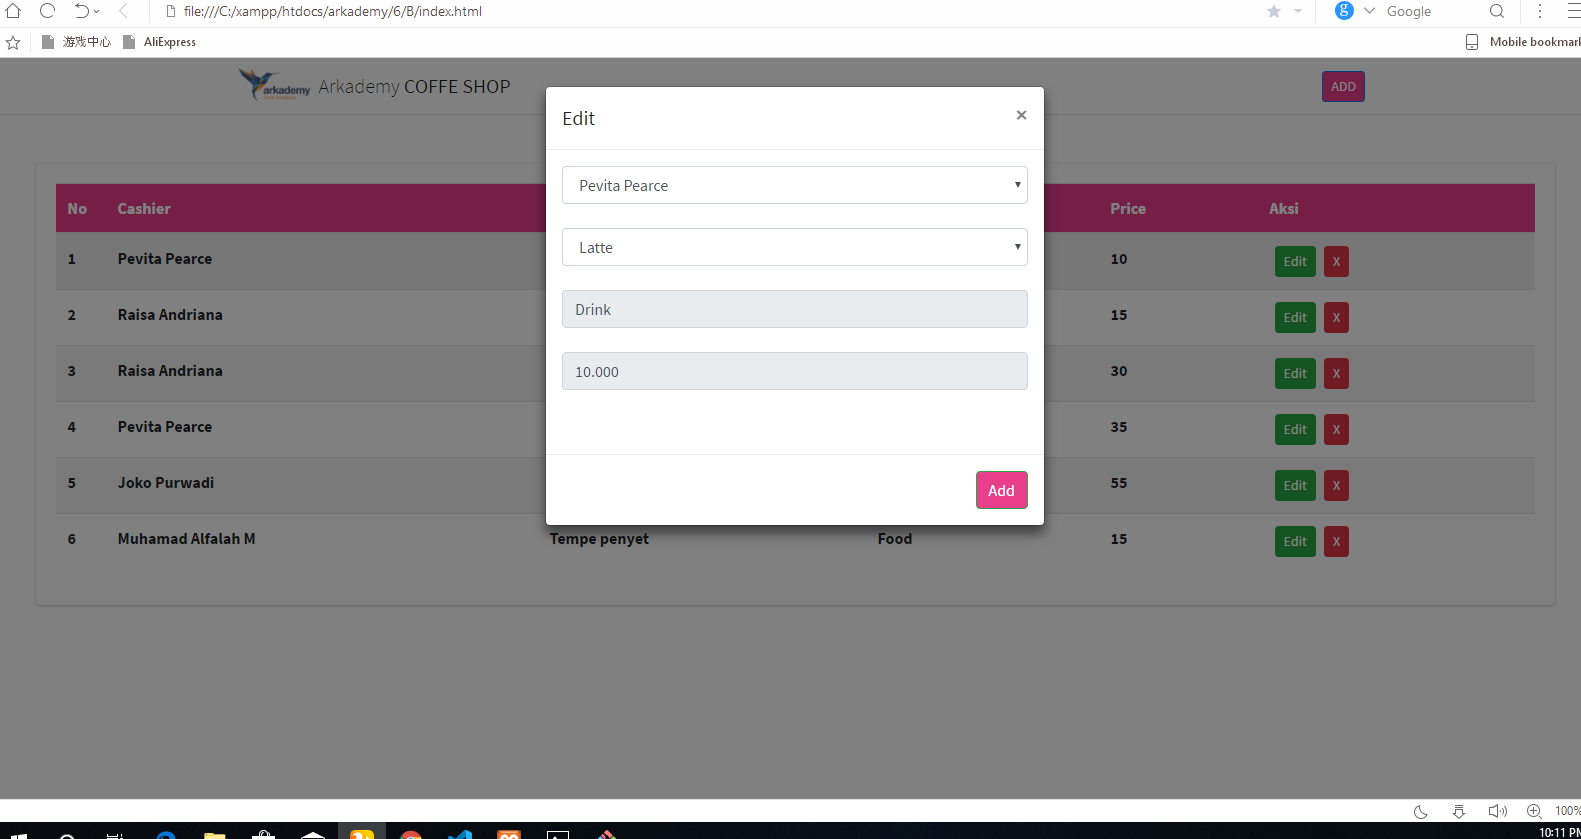 file:///C:/xampp/htdocs/arkademy/6/B/index.html
Google
游戏中心 AliExpress
Mobile bookmark
arkademy Arkademy COFFE SHOP
ADD
Edit ×
Pevita Pearce
Latte
Drink
10.000
Add
No Cashier Price Aksi
1 Pevita Pearce 10 Edit X
2 Raisa Andriana 15 Edit X
3 Raisa Andriana 30 Edit X
4 Pevita Pearce 35 Edit X
5 Joko Purwadi 55 Edit X
6 Muhamad Alfalah M Tempe penyet Food 15 Edit X
100%
10:11 PM